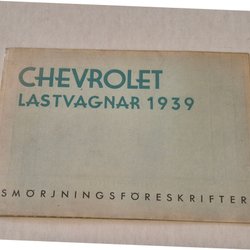 CHEVROLET
LASTVAGNAR 1939
SMÖRJNINGSFÖRESKRIFTER